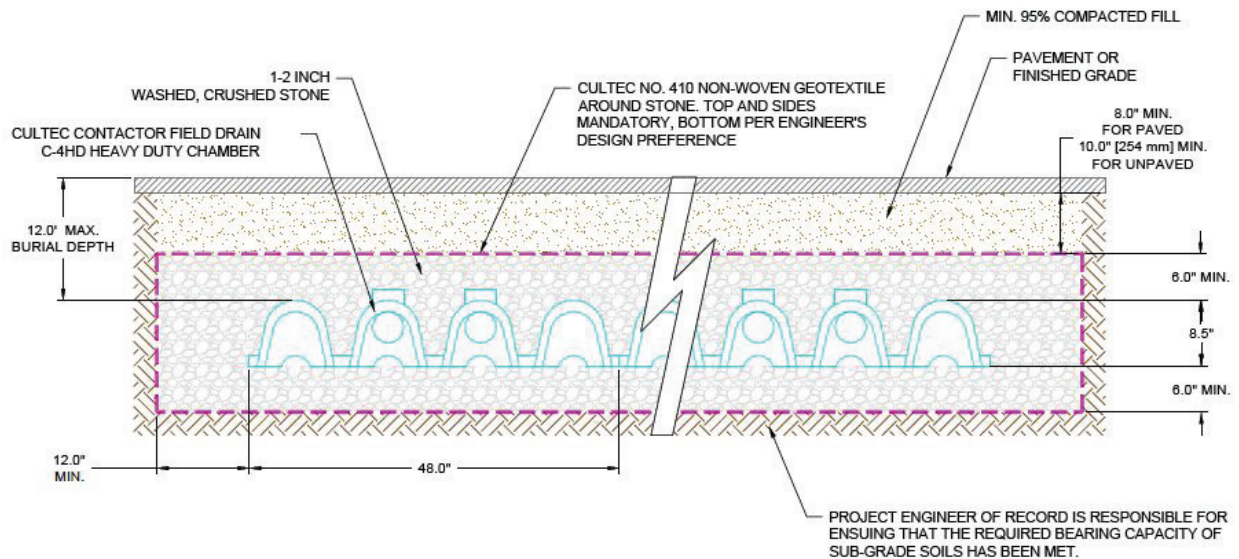 MIN. 95% COMPACTED FILL
PAVEMENT OR
FINISHED GRADE
1-2 INCH
WASHED, CRUSHED STONE
CULTEC NO. 410 NON-WOVEN GEOTEXTILE
AROUND STONE. TOP AND SIDES
MANDATORY, BOTTOM PER ENGINEER'S
DESIGN PREFERENCE
CULTEC CONTACTOR FIELD DRAIN
C-4HD HEAVY DUTY CHAMBER
8.0" MIN.
FOR PAVED
10.0" [254 mm] MIN.
FOR UNPAVED
12.0' MAX.
BURIAL DEPTH
6.0" MIN.
8.5"
6.0" MIN.
12.0"
MIN.
48.0"
PROJECT ENGINEER OF RECORD IS RESPONSIBLE FOR
ENSUING THAT THE REQUIRED BEARING CAPACITY OF
SUB-GRADE SOILS HAS BEEN MET.